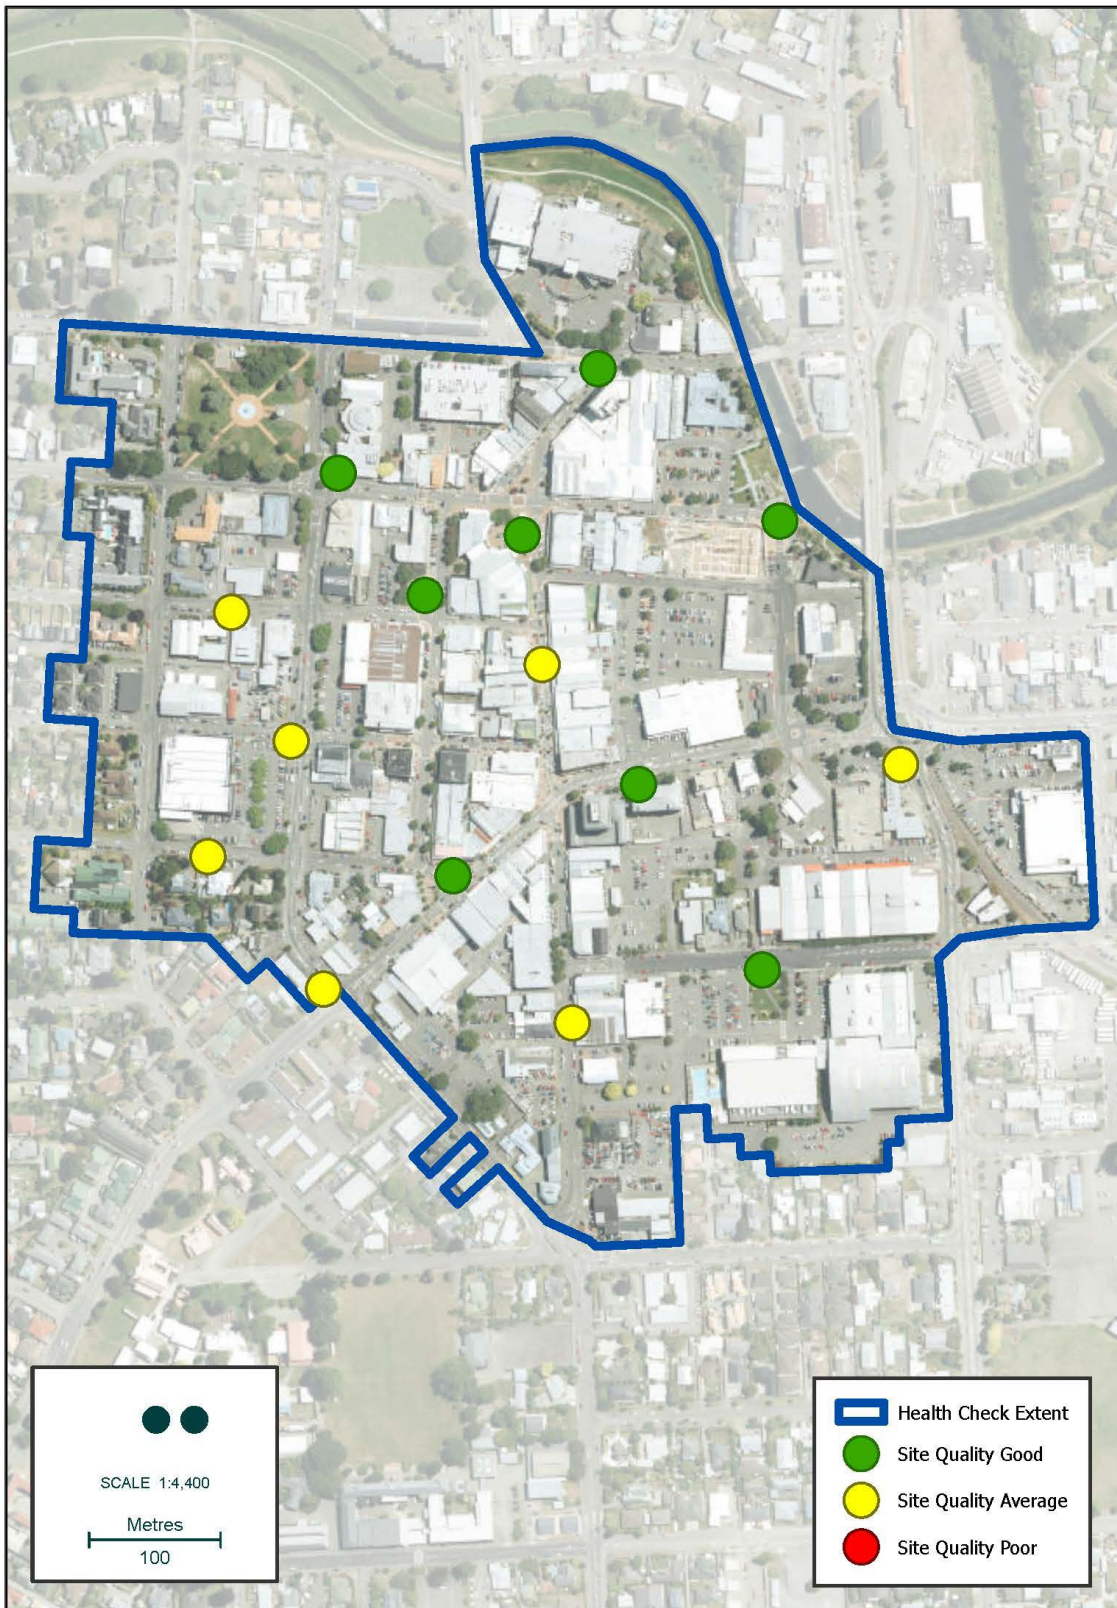 SCALE 1:4,400
Metres
100
Health Check Extent
Site Quality Good
Site Quality Average
Site Quality Poor